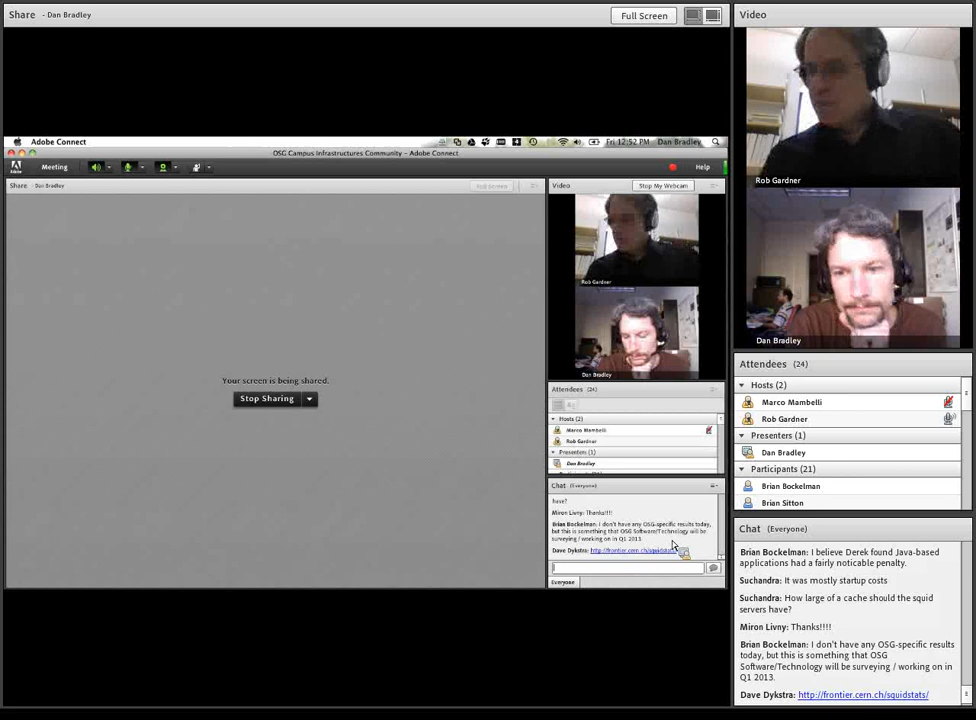 Share - Dan Bradley
Full Screen
Adobe Connect
Fri 12:52 PM Dan Bradley
OSG Campus Infrastructures Community – Adobe Connect
Meeting
Help
Share - Dan Bradley
Full Screen
Video
Stop My Webcam
Rob Gardner
Dan Bradley
Your screen is being shared.
Stop Sharing
Attendees (24)
Hosts (2)
Marco Mambelli
Rob Gardner
Presenters (1)
Dan Bradley
Chat (Everyone)
have?
Miron Livny: Thanks!!!!
Brian Bockelman: I don't have any OSG-specific results today,
but this is something that OSG Software/Technology will be
surveying / working on in Q1 2013.
Dave Dykstra: http://frontier.cern.ch/squidstats/
Everyone
Video
Rob Gardner
Dan Bradley
Attendees (24)
Hosts (2)
Marco Mambelli
Rob Gardner
Presenters (1)
Dan Bradley
Participants (21)
Brian Bockelman
Brian Sitton
Chat (Everyone)
Brian Bockelman: I believe Derek found Java-based
applications had a fairly noticable penalty.
Suchandra: It was mostly startup costs
Suchandra: How large of a cache should the squid
servers have?
Miron Livny: Thanks!!!!
Brian Bockelman: I don't have any OSG-specific results
today, but this is something that OSG
Software/Technology will be surveying / working on in
Q1 2013.
Dave Dykstra: http://frontier.cern.ch/squidstats/